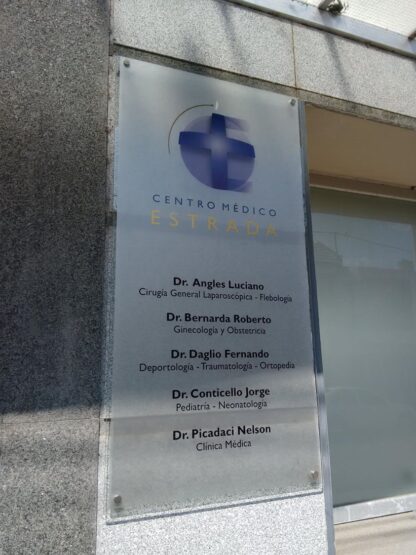 CENTRO MÉDICO
ESTRADA
Dr. Angles Luciano
Cirugía General Laparoscópica - Flebología
Dr. Bernarda Roberto
Ginecología y Obstetricia
Dr. Daglio Fernando
Deportología - Traumatología - Ortopedia
Dr. Conticello Jorge
Pediatría - Neonatología
Dr. Picadaci Nelson
Clínica Médica